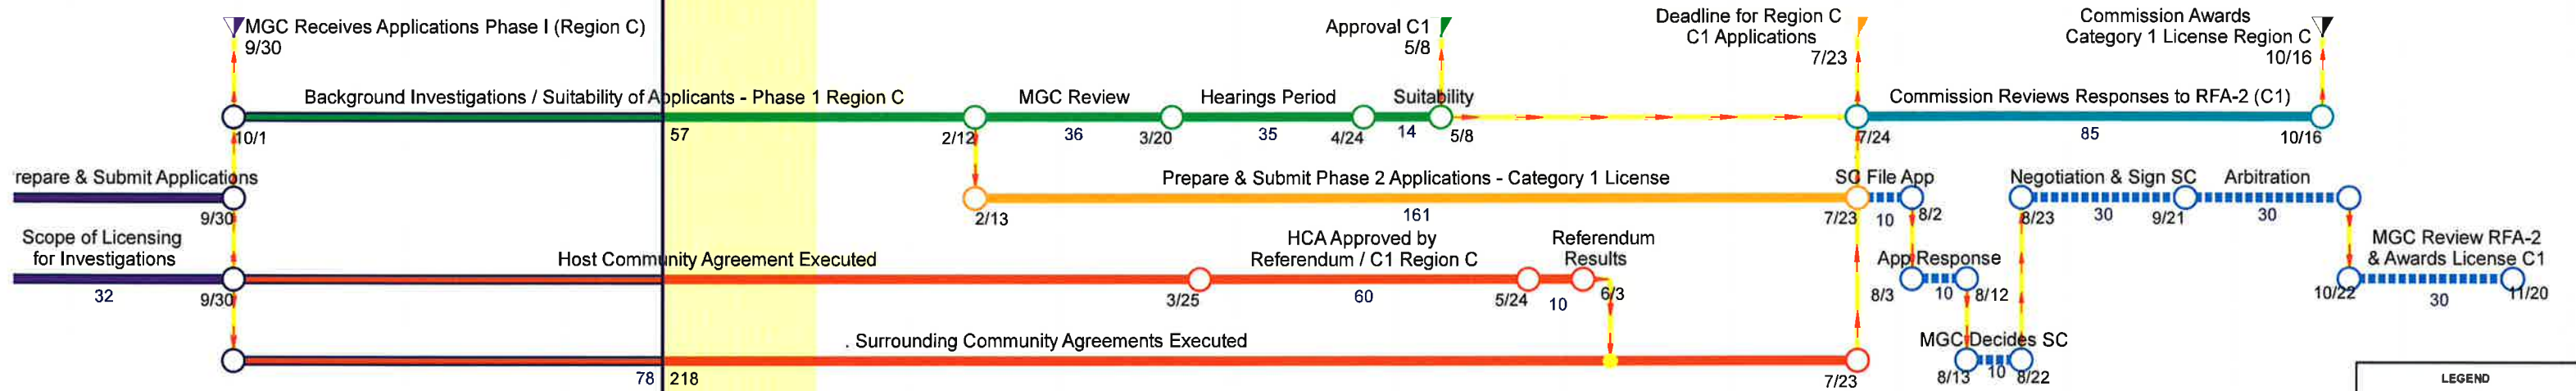 MGC Receives Applications Phase I (Region C)
9/30
Approval C1
5/8
Deadline for Region C
C1 Applications
7/23
Commission Awards
Category 1 License Region C
10/16
Background Investigations / Suitability of Applicants - Phase 1 Region C
MGC Review
Hearings Period
Suitability
Commission Reviews Responses to RFA-2 (C1)
10/1
57
2/12
36
3/20
35
4/24
14
5/8
7/24
85
10/16
repare & Submit Applications
Prepare & Submit Phase 2 Applications - Category 1 License
SC File App
Negotiation & Sign SC
Arbitration
9/30
2/13
161
7/23
10
8/2
8/23
30
9/21
30
Scope of Licensing
for Investigations
Host Community Agreement Executed
HCA Approved by
Referendum / C1 Region C
Referendum
Results
App Response
MGC Review RFA-2
& Awards License C1
32
9/30
3/25
60
5/24
10
6/3
8/3
10
8/12
10/22
30
11/20
. Surrounding Community Agreements Executed
MGC Decides SC
78
218
7/23
8/13
10
8/22
LEGEND